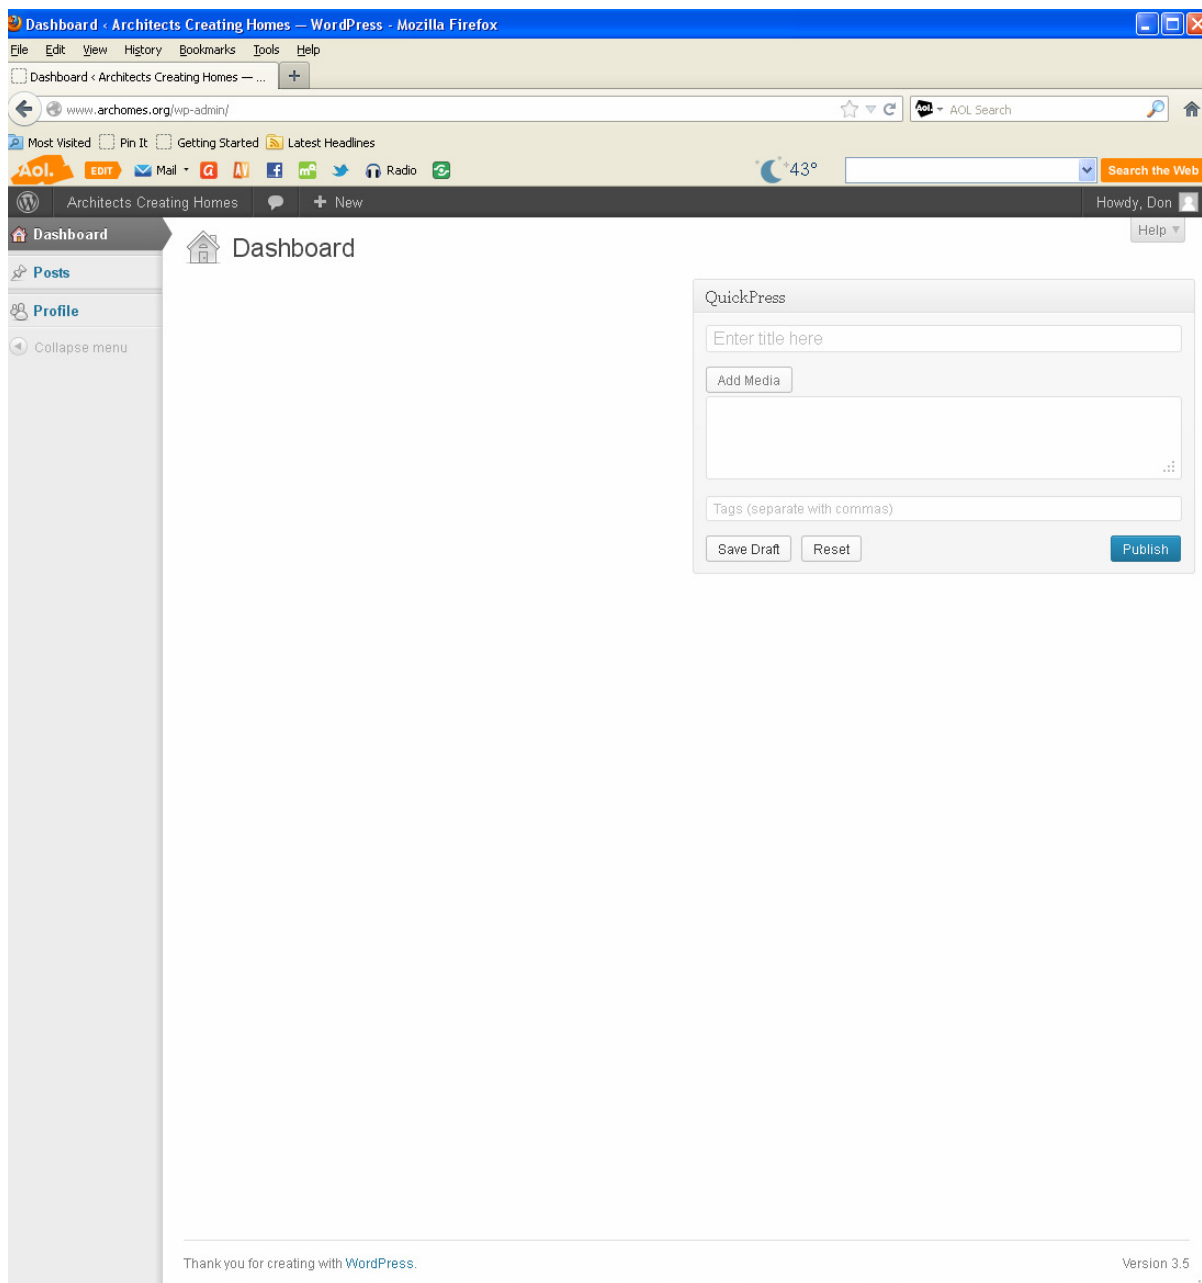 Dashboard ‹ Architects Creating Homes — WordPress - Mozilla Firefox
File Edit View History Bookmarks Tools Help
Dashboard ‹ Architects Creating Homes — ... +
www.archomes.org/wp-admin/ Aol. AOL Search
Most Visited Pin It Getting Started Latest Headlines
Aol. EDIT Mail Radio 43° Search the Web
Architects Creating Homes + New Howdy, Don
Help
Dashboard
Posts
Profile
Collapse menu
Dashboard
QuickPress
Enter title here
Add Media
Tags (separate with commas)
Save Draft Reset Publish
Thank you for creating with WordPress. Version 3.5